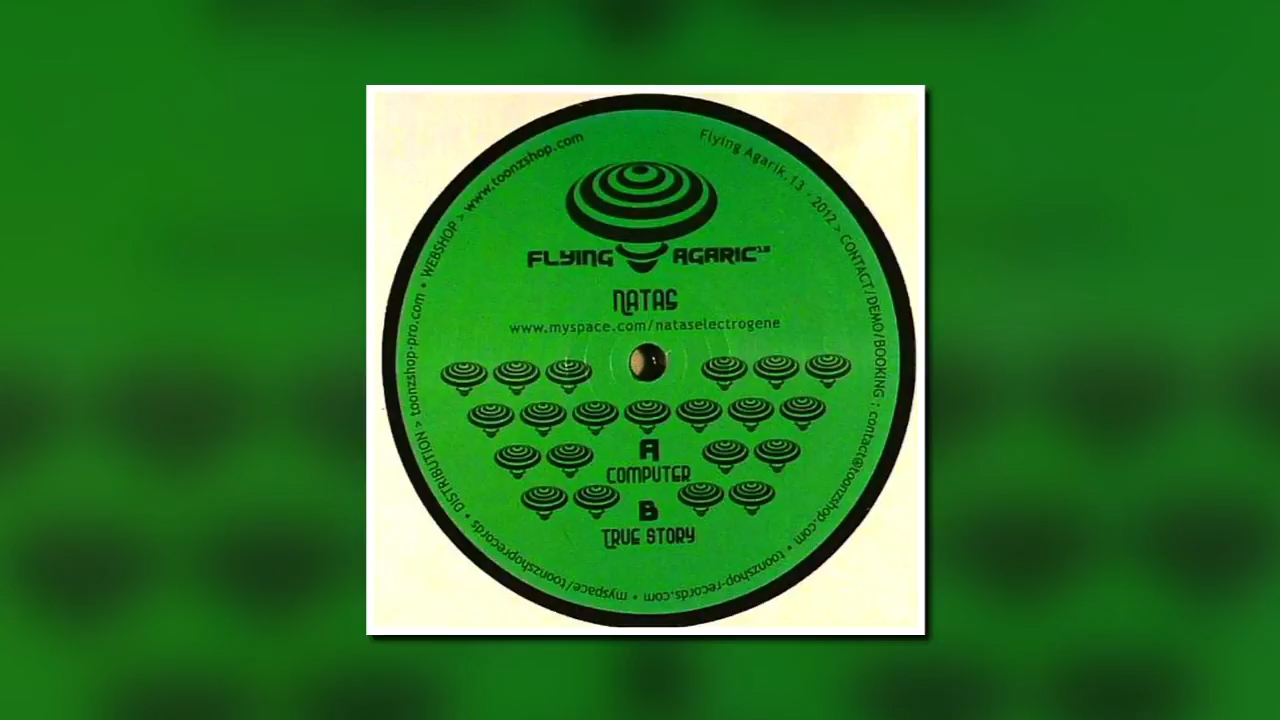 FLYING AGARIC 13
NATAS
www.myspace.com/nataselectrogene
A
COMPUTER
B
TRUE STORY
Flying Agarik.13 - 2012 > CONTACT/DEMO/BOOKING : contact@toonzshop.com • toonzshop-records.com • myspace/toonzshoprecords • DISTRIBUTION > toonzshop-pro.com • WEBSHOP > www.toonzshop.com